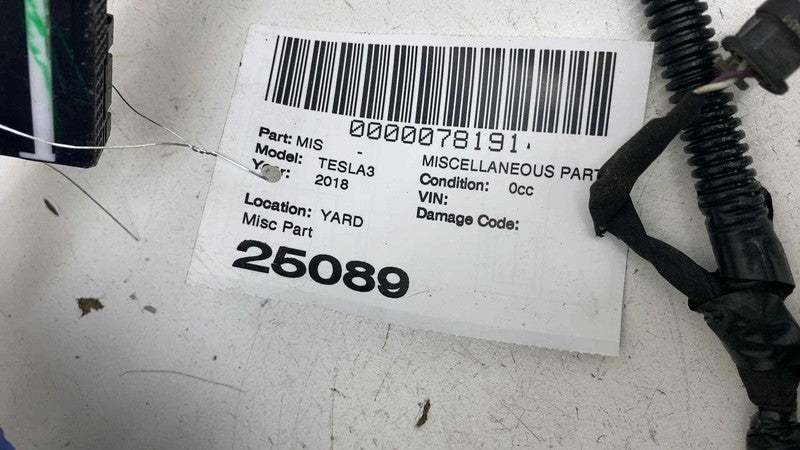 0000078191
Part: MIS - MISCELLANEOUS PART
Model: TESLA3 Condition: 0cc
Year: 2018 VIN:
Damage Code:
Location: YARD
Misc Part
25089